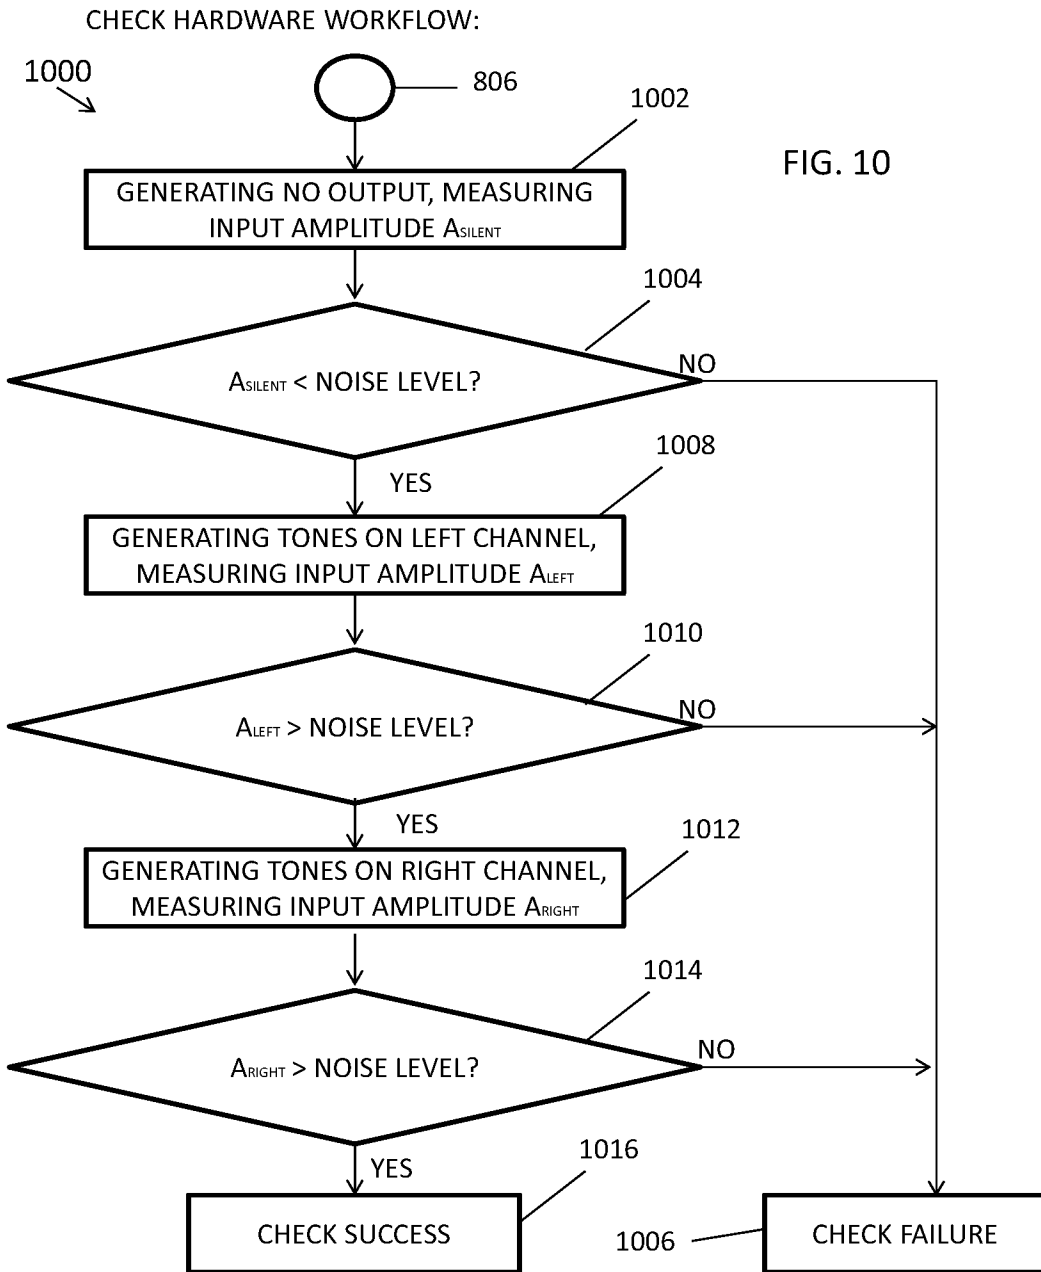 CHECK HARDWARE WORKFLOW:
1000
806
1002
FIG. 10
GENERATING NO OUTPUT, MEASURING
INPUT AMPLITUDE ASILENT
1004
ASILENT < NOISE LEVEL?
NO
YES
1008
GENERATING TONES ON LEFT CHANNEL,
MEASURING INPUT AMPLITUDE ALEFT
1010
ALEFT > NOISE LEVEL?
NO
YES
1012
GENERATING TONES ON RIGHT CHANNEL,
MEASURING INPUT AMPLITUDE ARIGHT
1014
ARIGHT > NOISE LEVEL?
NO
YES
1016
CHECK SUCCESS
1006
CHECK FAILURE